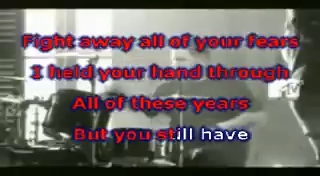 Fight away all of your fears
I held your hand through
All of these years
But you still have